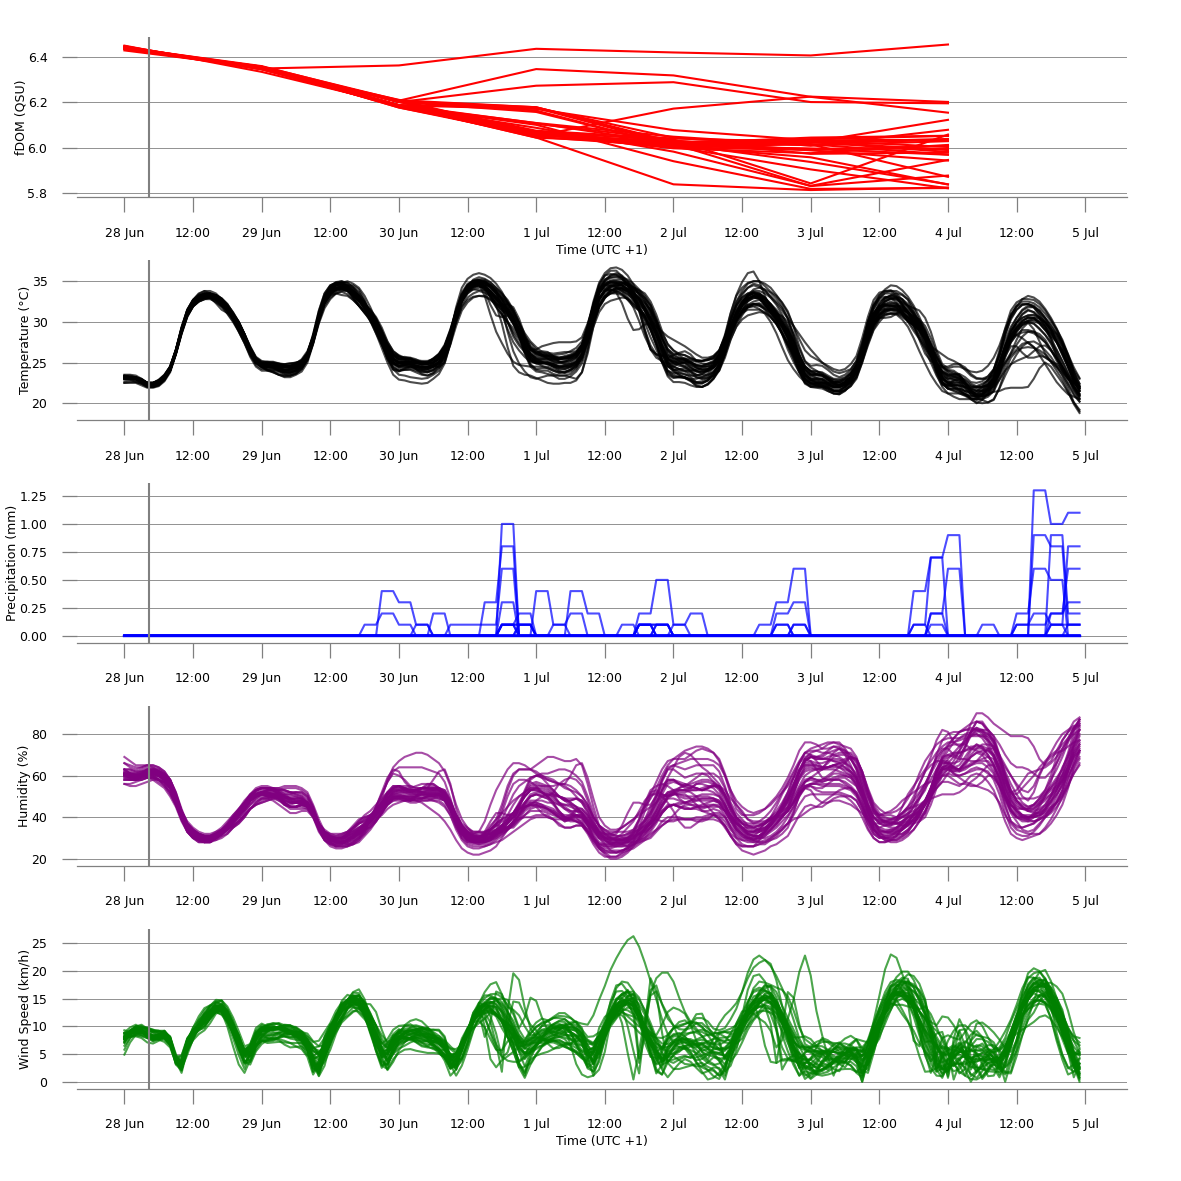 fDOM (QSU)
6.4
6.2
6.0
5.8
28 Jun 12:00 29 Jun 12:00 30 Jun 12:00 1 Jul 12:00 2 Jul 12:00 3 Jul 12:00 4 Jul 12:00 5 Jul
Time (UTC +1)
Temperature (°C)
35
30
25
20
28 Jun 12:00 29 Jun 12:00 30 Jun 12:00 1 Jul 12:00 2 Jul 12:00 3 Jul 12:00 4 Jul 12:00 5 Jul
Precipitation (mm)
1.25
1.00
0.75
0.50
0.25
0.00
28 Jun 12:00 29 Jun 12:00 30 Jun 12:00 1 Jul 12:00 2 Jul 12:00 3 Jul 12:00 4 Jul 12:00 5 Jul
Humidity (%)
80
60
40
20
28 Jun 12:00 29 Jun 12:00 30 Jun 12:00 1 Jul 12:00 2 Jul 12:00 3 Jul 12:00 4 Jul 12:00 5 Jul
Wind Speed (km/h)
25
20
15
10
5
0
28 Jun 12:00 29 Jun 12:00 30 Jun 12:00 1 Jul 12:00 2 Jul 12:00 3 Jul 12:00 4 Jul 12:00 5 Jul
Time (UTC +1)